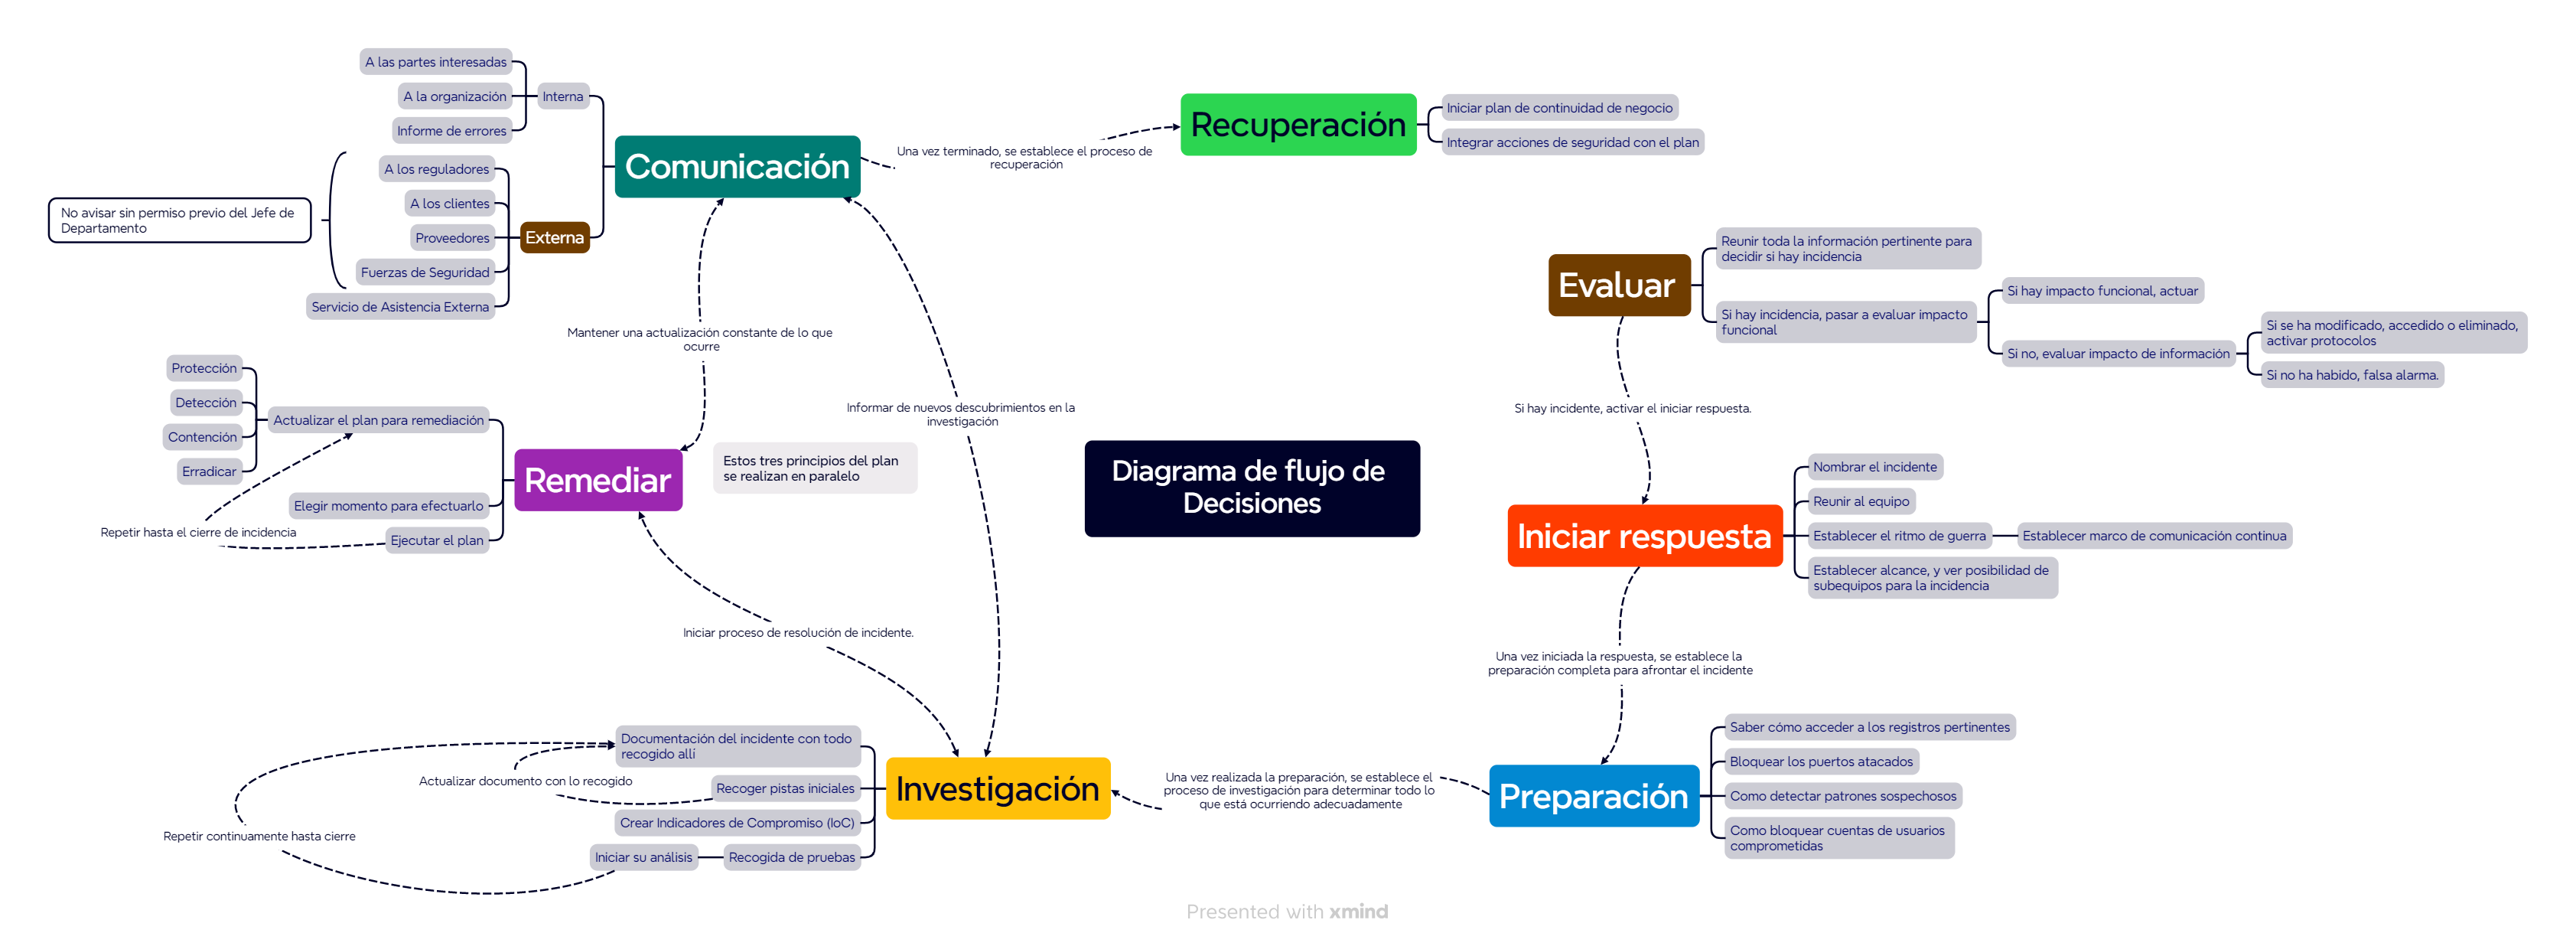 A las partes interesadas
A la organización
Informe de errores
Interna
A los reguladores
A los clientes
Proveedores
Fuerzas de Seguridad
Servicio de Asistencia Externa
Externa
No avisar sin permiso previo del Jefe de
Departamento
Comunicación
Una vez terminado, se establece el proceso de
recuperación
Recuperación
Iniciar plan de continuidad de negocio
Integrar acciones de seguridad con el plan
Evaluar
Reunir toda la información pertinente para
decidir si hay incidencia
Si hay incidencia, pasar a evaluar impacto
funcional
Si hay impacto funcional, actuar
Si no, evaluar impacto de información
Si se ha modificado, accedido o eliminado,
activar protocolos
Si no ha habido, falsa alarma.
Mantener una actualización constante de lo que
ocurre
Informar de nuevos descubrimientos en la
investigación
Si hay incidente, activar el iniciar respuesta.
Protección
Detección
Contención
Erradicar
Actualizar el plan para remediación
Elegir momento para efectuarlo
Ejecutar el plan
Repetir hasta el cierre de incidencia
Remediar
Estos tres principios del plan
se realizan en paralelo
Diagrama de flujo de
Decisiones
Iniciar respuesta
Nombrar el incidente
Reunir al equipo
Establecer el ritmo de guerra
Establecer marco de comunicación continua
Establecer alcance, y ver posibilidad de
subequipos para la incidencia
Iniciar proceso de resolución de incidente.
Una vez iniciada la respuesta, se establece la
preparación completa para afrontar el incidente
Documentación del incidente con todo
recogido allí
Actualizar documento con lo recogido
Recoger pistas iniciales
Crear Indicadores de Compromiso (IoC)
Iniciar su análisis
Recogida de pruebas
Repetir continuamente hasta cierre
Investigación
Una vez realizada la preparación, se establece el
proceso de investigación para determinar todo lo
que está ocurriendo adecuadamente
Preparación
Saber cómo acceder a los registros pertinentes
Bloquear los puertos atacados
Como detectar patrones sospechosos
Como bloquear cuentas de usuarios
comprometidas
Presented with xmind